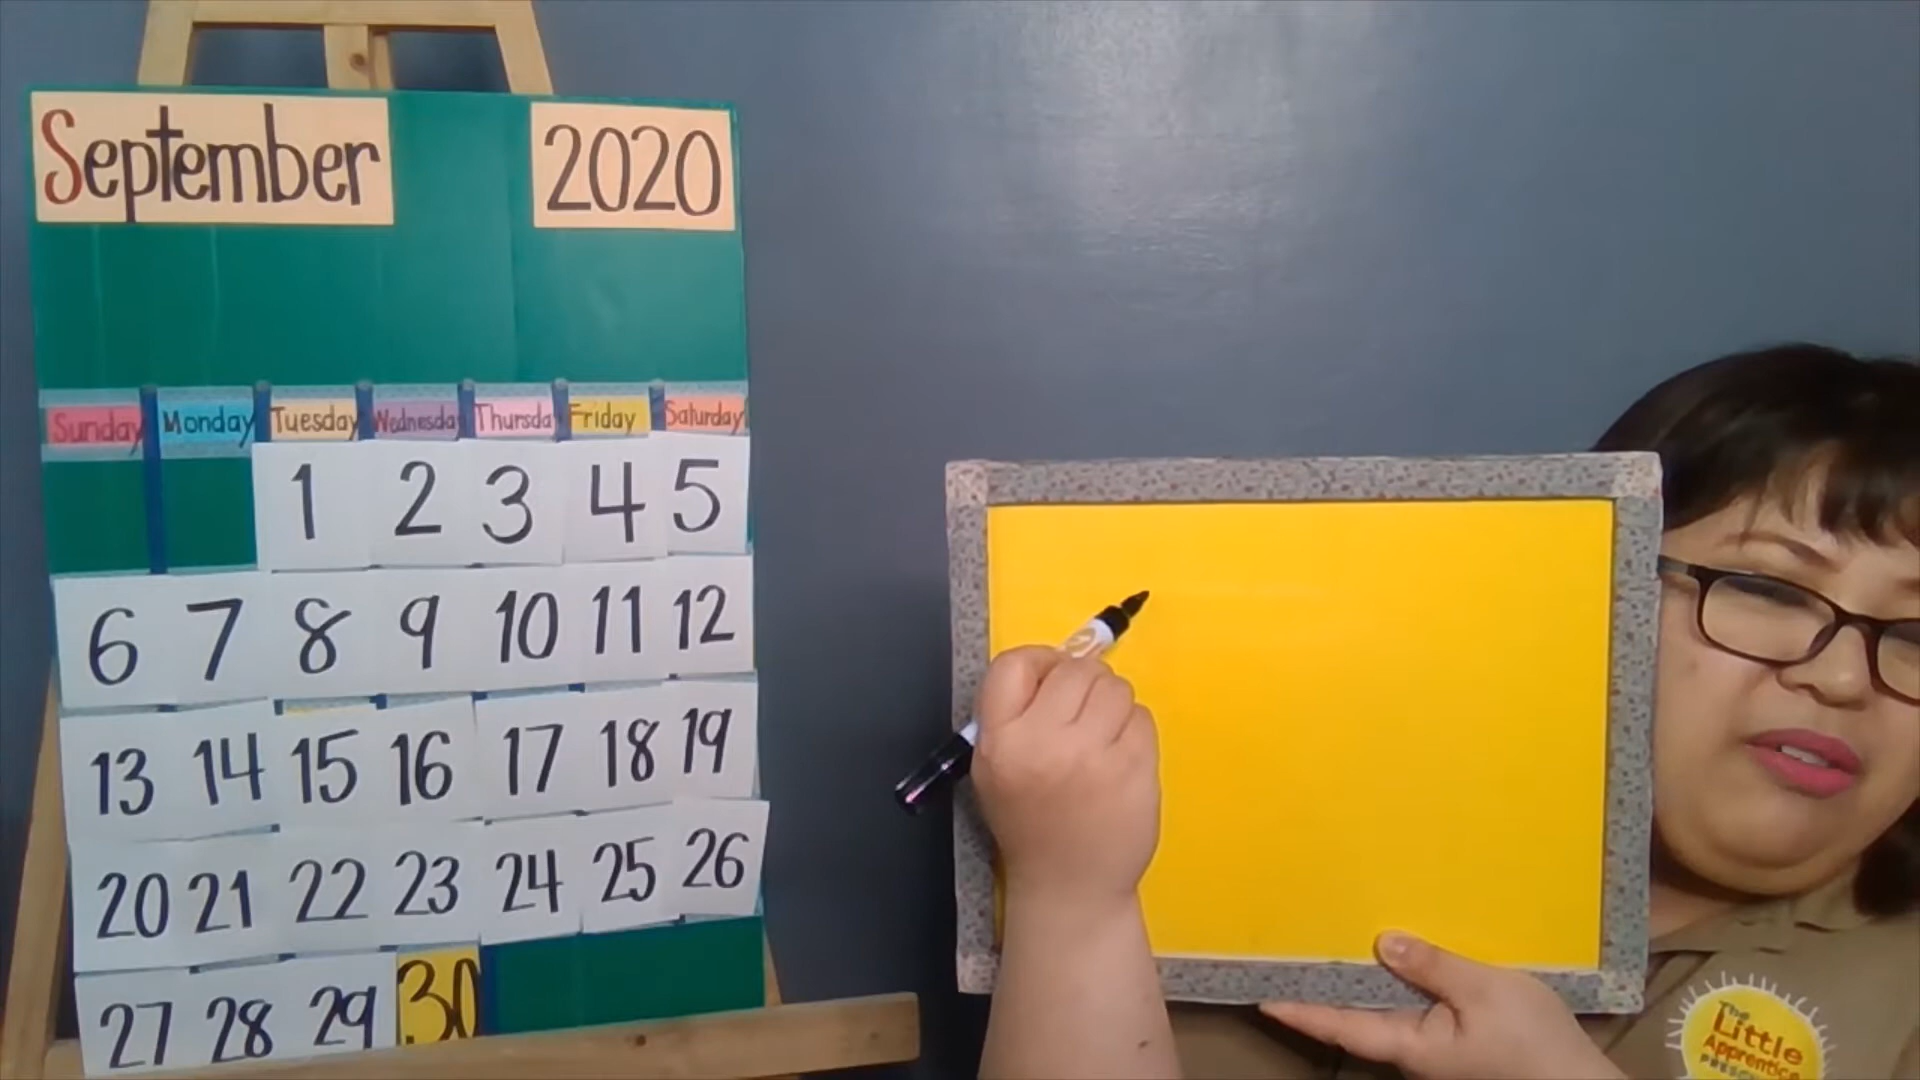 September 2020
Sunday Monday Tuesday Wednesday Thursday Friday Saturday
1 2 3 4 5
6 7 8 9 10 11 12
13 14 15 16 17 18 19
20 21 22 23 24 25 26
27 28 29 30
The
Little
Apprentice